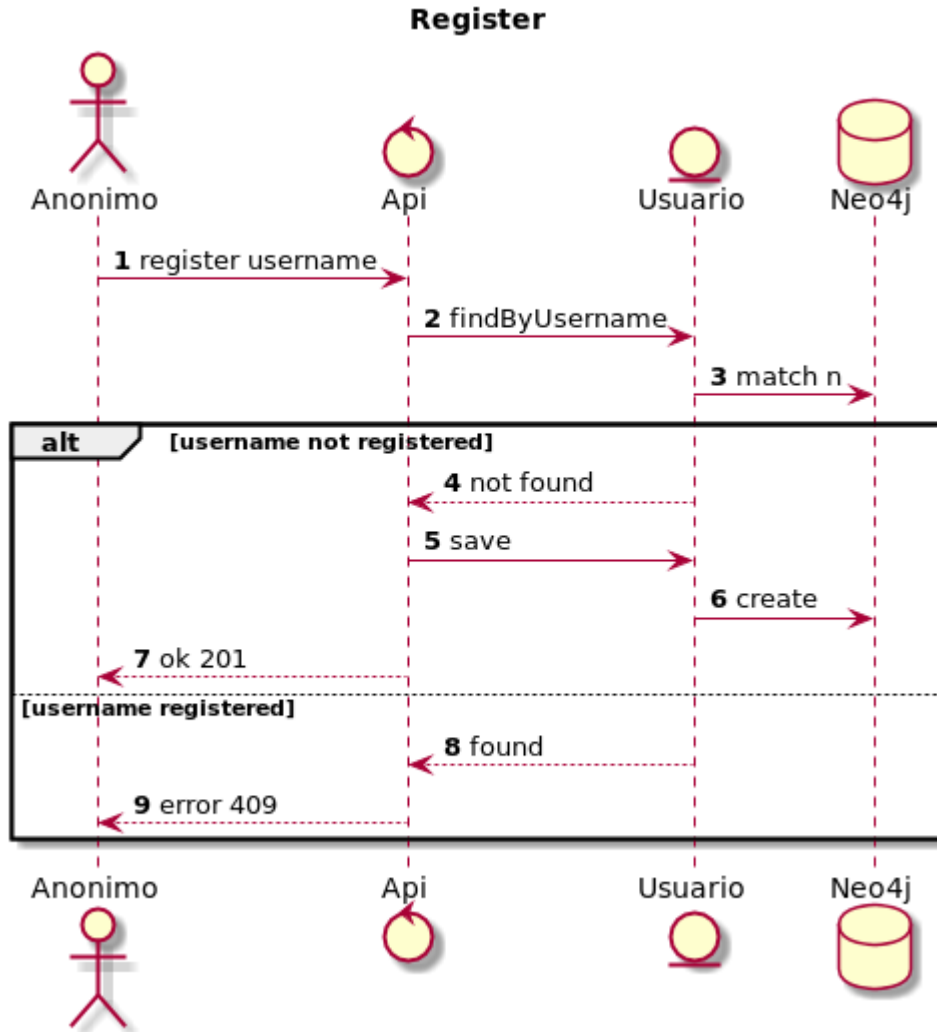 Register
Anonimo Api Usuario Neo4j
1 register username
2 findByUsername
3 match n
alt [username not registered]
4 not found
5 save
6 create
7 ok 201
[username registered]
8 found
9 error 409
Anonimo Api Usuario Neo4j